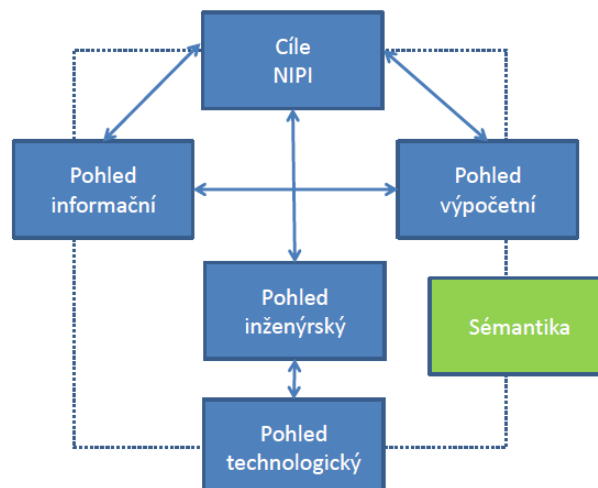 Cíle
NIPI
Pohled
informační
Pohled
výpočetní
Pohled
inženýrský
Sémantika
Pohled
technologický